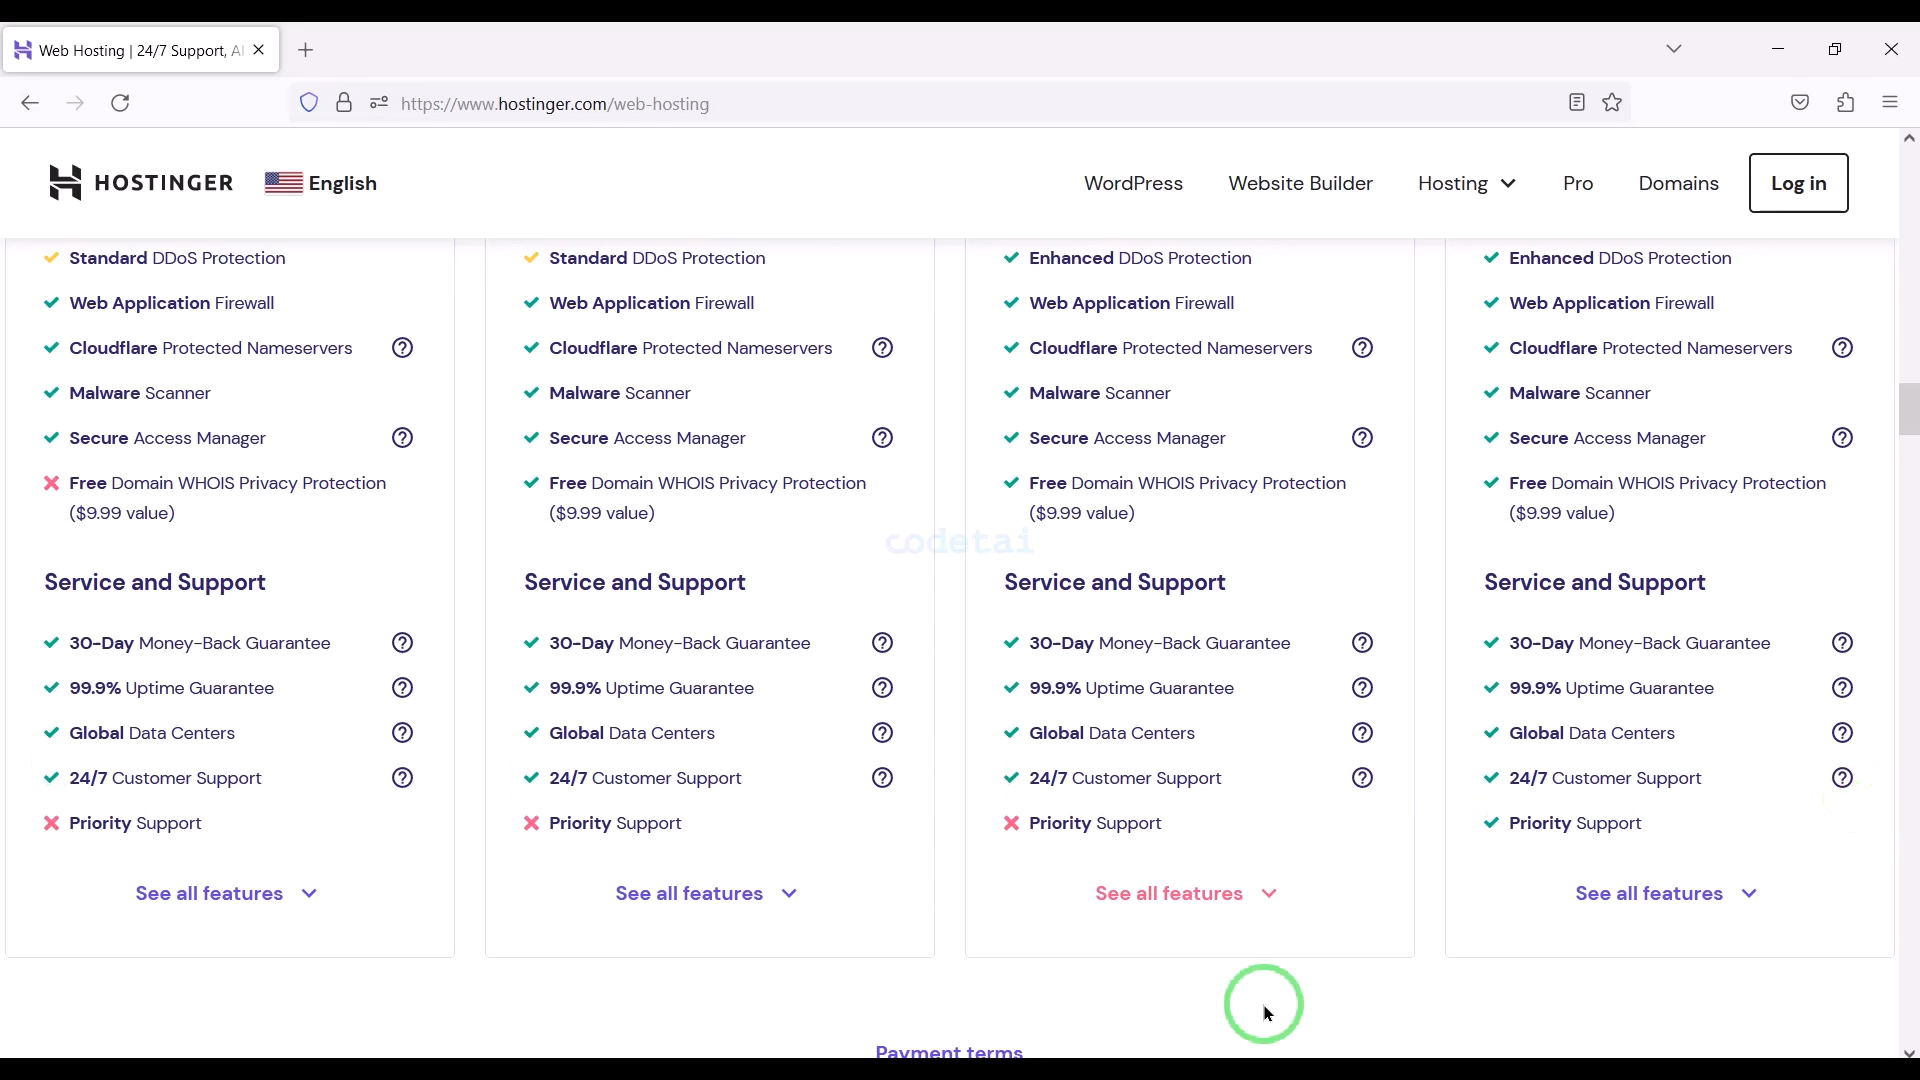 Web Hosting | 24/7 Support, AI
https://www.hostinger.com/web-hosting
HOSTINGER
English
WordPress
Website Builder
Hosting
Pro
Domains
Log in
Standard DDoS Protection
Web Application Firewall
Cloudflare Protected Nameservers
Malware Scanner
Secure Access Manager
Free Domain WHOIS Privacy Protection
($9.99 value)
Service and Support
30-Day Money-Back Guarantee
99.9% Uptime Guarantee
Global Data Centers
24/7 Customer Support
Priority Support
See all features
Standard DDoS Protection
Web Application Firewall
Cloudflare Protected Nameservers
Malware Scanner
Secure Access Manager
Free Domain WHOIS Privacy Protection
($9.99 value)
Service and Support
30-Day Money-Back Guarantee
99.9% Uptime Guarantee
Global Data Centers
24/7 Customer Support
Priority Support
See all features
Enhanced DDoS Protection
Web Application Firewall
Cloudflare Protected Nameservers
Malware Scanner
Secure Access Manager
Free Domain WHOIS Privacy Protection
($9.99 value)
Service and Support
30-Day Money-Back Guarantee
99.9% Uptime Guarantee
Global Data Centers
24/7 Customer Support
Priority Support
See all features
Enhanced DDoS Protection
Web Application Firewall
Cloudflare Protected Nameservers
Malware Scanner
Secure Access Manager
Free Domain WHOIS Privacy Protection
($9.99 value)
Service and Support
30-Day Money-Back Guarantee
99.9% Uptime Guarantee
Global Data Centers
24/7 Customer Support
Priority Support
See all features
codetai
Payment terms